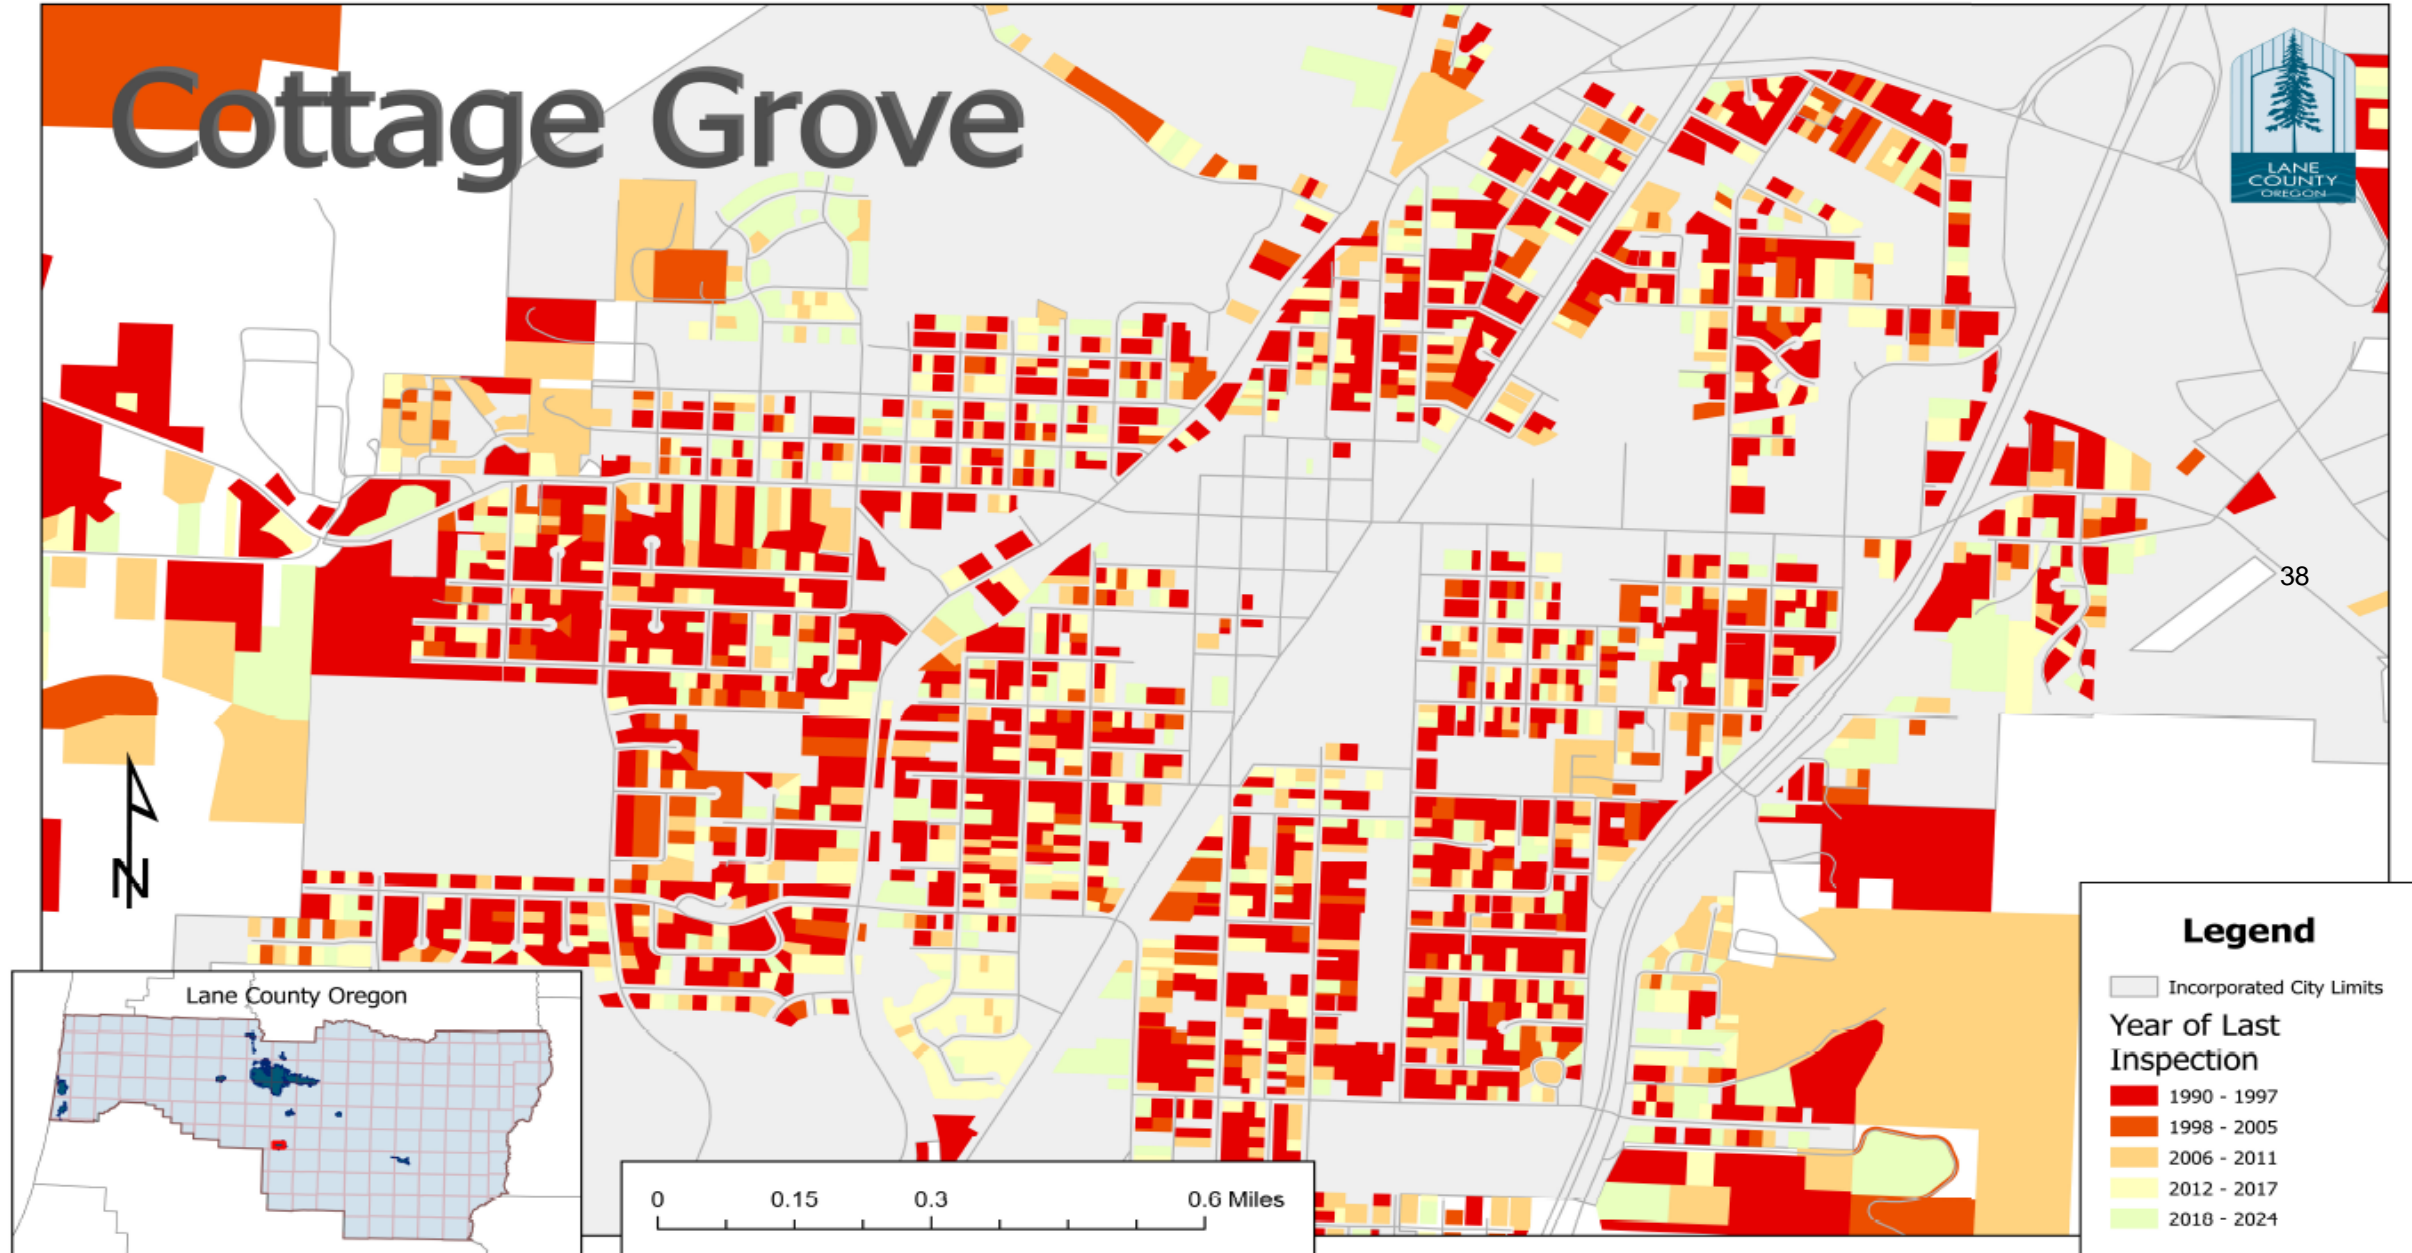 Cottage Grove
LANE
COUNTY
OREGON
38
N
Lane County Oregon
0 0.15 0.3 0.6 Miles
Legend
Incorporated City Limits
Year of Last
Inspection
1990 - 1997
1998 - 2005
2006 - 2011
2012 - 2017
2018 - 2024